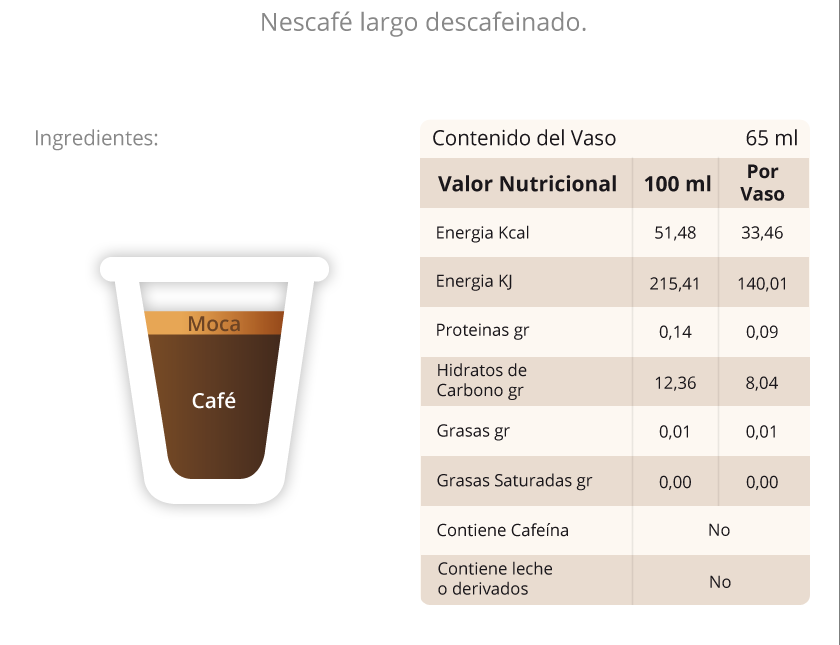 Nescafé largo descafeinado.
Ingredientes:
Moca
Café
Contenido del Vaso 65 ml
Valor Nutricional 100 ml Por Vaso
Energia Kcal 51,48 33,46
Energia KJ 215,41 140,01
Proteinas gr 0,14 0,09
Hidratos de
Carbono gr 12,36 8,04
Grasas gr 0,01 0,01
Grasas Saturadas gr 0,00 0,00
Contiene Cafeína No
Contiene leche
o derivados No